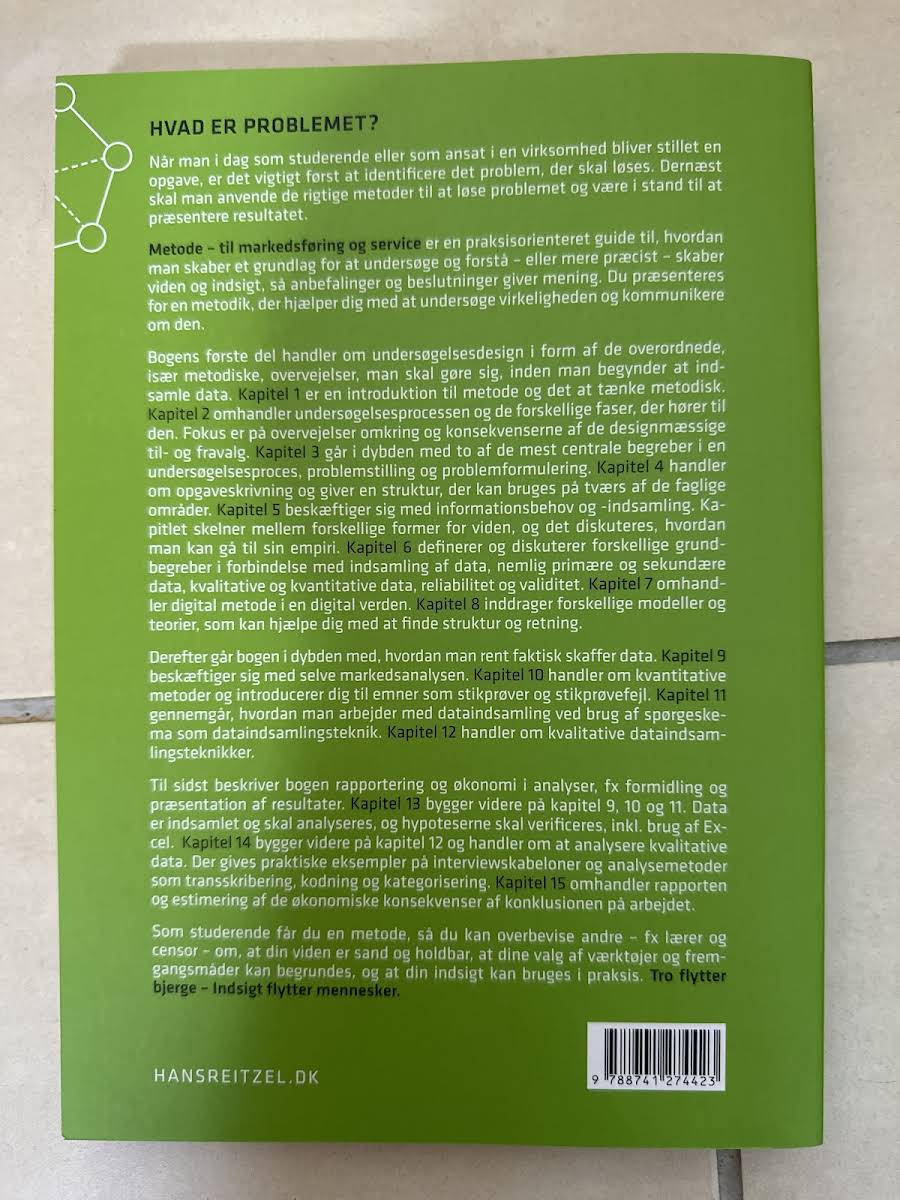 HVAD ER PROBLEMET?
Når man i dag som studerende eller som ansat i en virksomhed bliver stillet en
opgave, er det vigtigt først at identificere det problem, der skal løses. Dernæst
skal man anvende de rigtige metoder til at løse problemet og være i stand til at
præsentere resultatet.
Metode – til markedsføring og service er en praksisorienteret guide til, hvordan
man skaber et grundlag for at undersøge og forstå – eller mere præcist – skaber
viden og indsigt, så anbefalinger og beslutninger giver mening. Du præsenteres
for en metodik, der hjælper dig med at undersøge virkeligheden og kommunikere
om den.
Bogens første del handler om undersøgelsesdesign i form af de overordnede,
især metodiske, overvejelser, man skal gøre sig, inden man begynder at ind-
samle data. Kapitel 1 er en introduktion til metode og det at tænke metodisk.
Kapitel 2 omhandler undersøgelsesprocessen og de forskellige faser, der hører til
den. Fokus er på overvejelser omkring og konsekvenserne af de designmæssige
til- og fravalg. Kapitel 3 går i dybden med to af de mest centrale begreber i en
undersøgelsesproces, problemstilling og problemformulering. Kapitel 4 handler
om opgaveskrivning og giver en struktur, der kan bruges på tværs af de faglige
områder. Kapitel 5 beskæftiger sig med informationsbehov og -indsamling. Ka-
pitlet skelner mellem forskellige former for viden, og det diskuteres, hvordan
man kan gå til sin empiri. Kapitel 6 definerer og diskuterer forskellige grund-
begreber i forbindelse med indsamling af data, nemlig primære og sekundære
data, kvalitative og kvantitative data, reliabilitet og validitet. Kapitel 7 omhand-
ler digital metode i en digital verden. Kapitel 8 inddrager forskellige modeller og
teorier, som kan hjælpe dig med at finde struktur og retning.
Derefter går bogen i dybden med, hvordan man rent faktisk skaffer data. Kapitel 9
beskæftiger sig med selve markedsanalysen. Kapitel 10 handler om kvantitative
metoder og introducerer dig til emner som stikprøver og stikprøvefejl. Kapitel 11
gennemgår, hvordan man arbejder med dataindsamling ved brug af spørgeske-
ma som dataindsamlingsteknik. Kapitel 12 handler om kvalitative dataindsam-
lingsteknikker.
Til sidst beskriver bogen rapportering og økonomi i analyser, fx formidling og
præsentation af resultater. Kapitel 13 bygger videre på kapitel 9, 10 og 11. Data
er indsamlet og skal analyseres, og hypoteserne skal verificeres, inkl. brug af Ex-
cel. Kapitel 14 bygger videre på kapitel 12 og handler om at analysere kvalitative
data. Der gives praktiske eksempler på interviewskabeloner og analysemetoder
som transskribering, kodning og kategorisering. Kapitel 15 omhandler rapporten
og estimering af de økonomiske konsekvenser af konklusionen på arbejdet.
Som studerende får du en metode, så du kan overbevise andre – fx lærer og
censor – om, at din viden er sand og holdbar, at dine valg af værktøjer og frem-
gangsmåder kan begrundes, og at din indsigt kan bruges i praksis. Tro flytter
bjerge – Indsigt flytter mennesker.
HANSREITZEL.DK
9 788741 274423